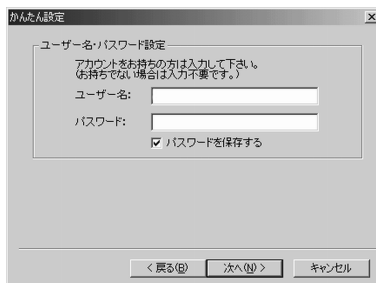 かんたん設定
ユーザー名・パスワード設定
アカウントをお持ちの方は入力して下さい。
(お持ちでない場合は入力不要です。)
ユーザー名:
パスワード:
パスワードを保存する
< 戻る(B) 次へ(N) > キャンセル